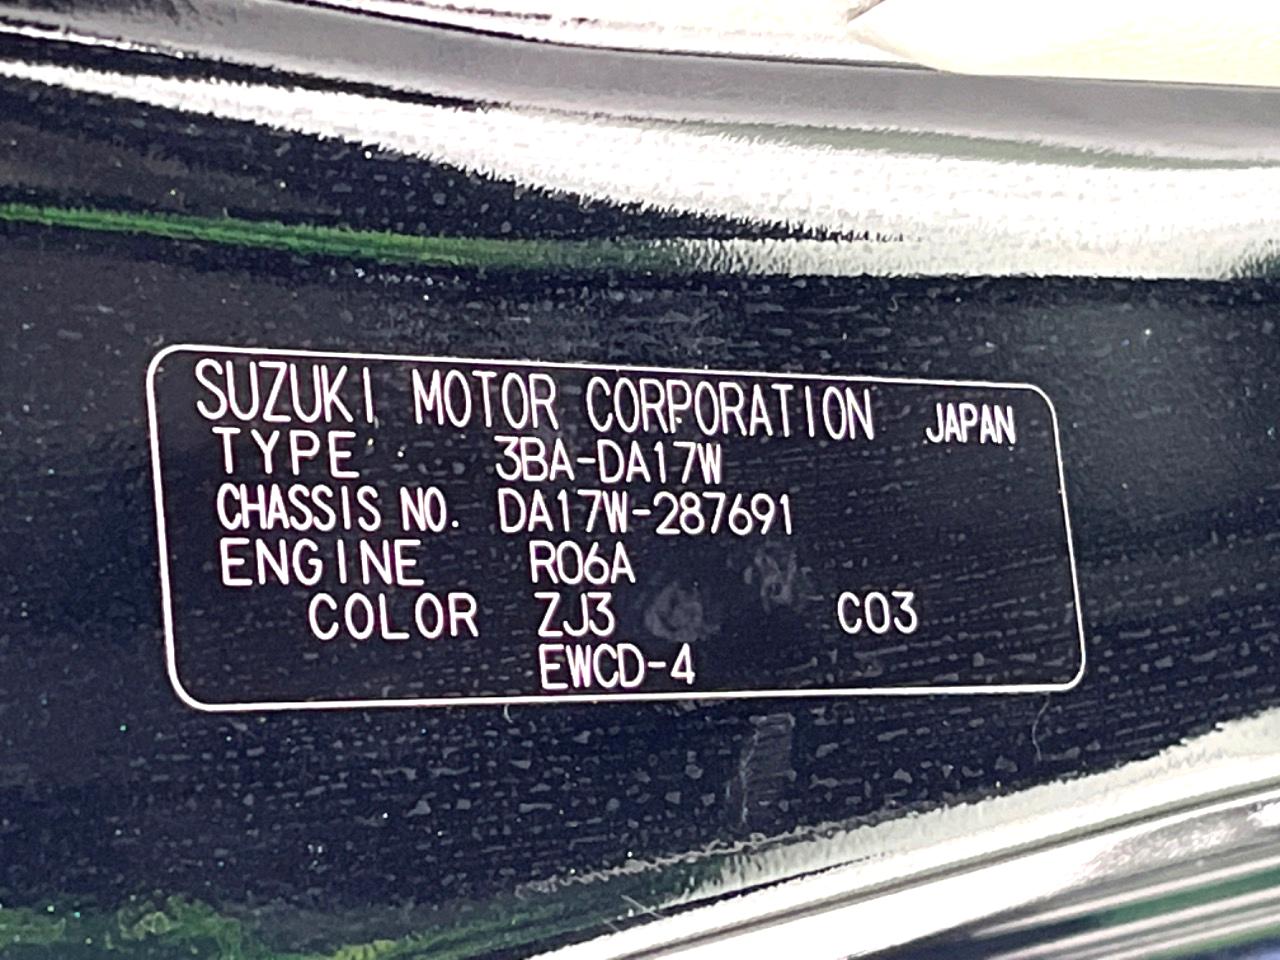 SUZUKI MOTOR CORPORATION JAPAN
TYPE 3BA-DA17W
CHASSIS NO. DA17W-287691
ENGINE R06A
COLOR ZJ3 C03
EWCD-4